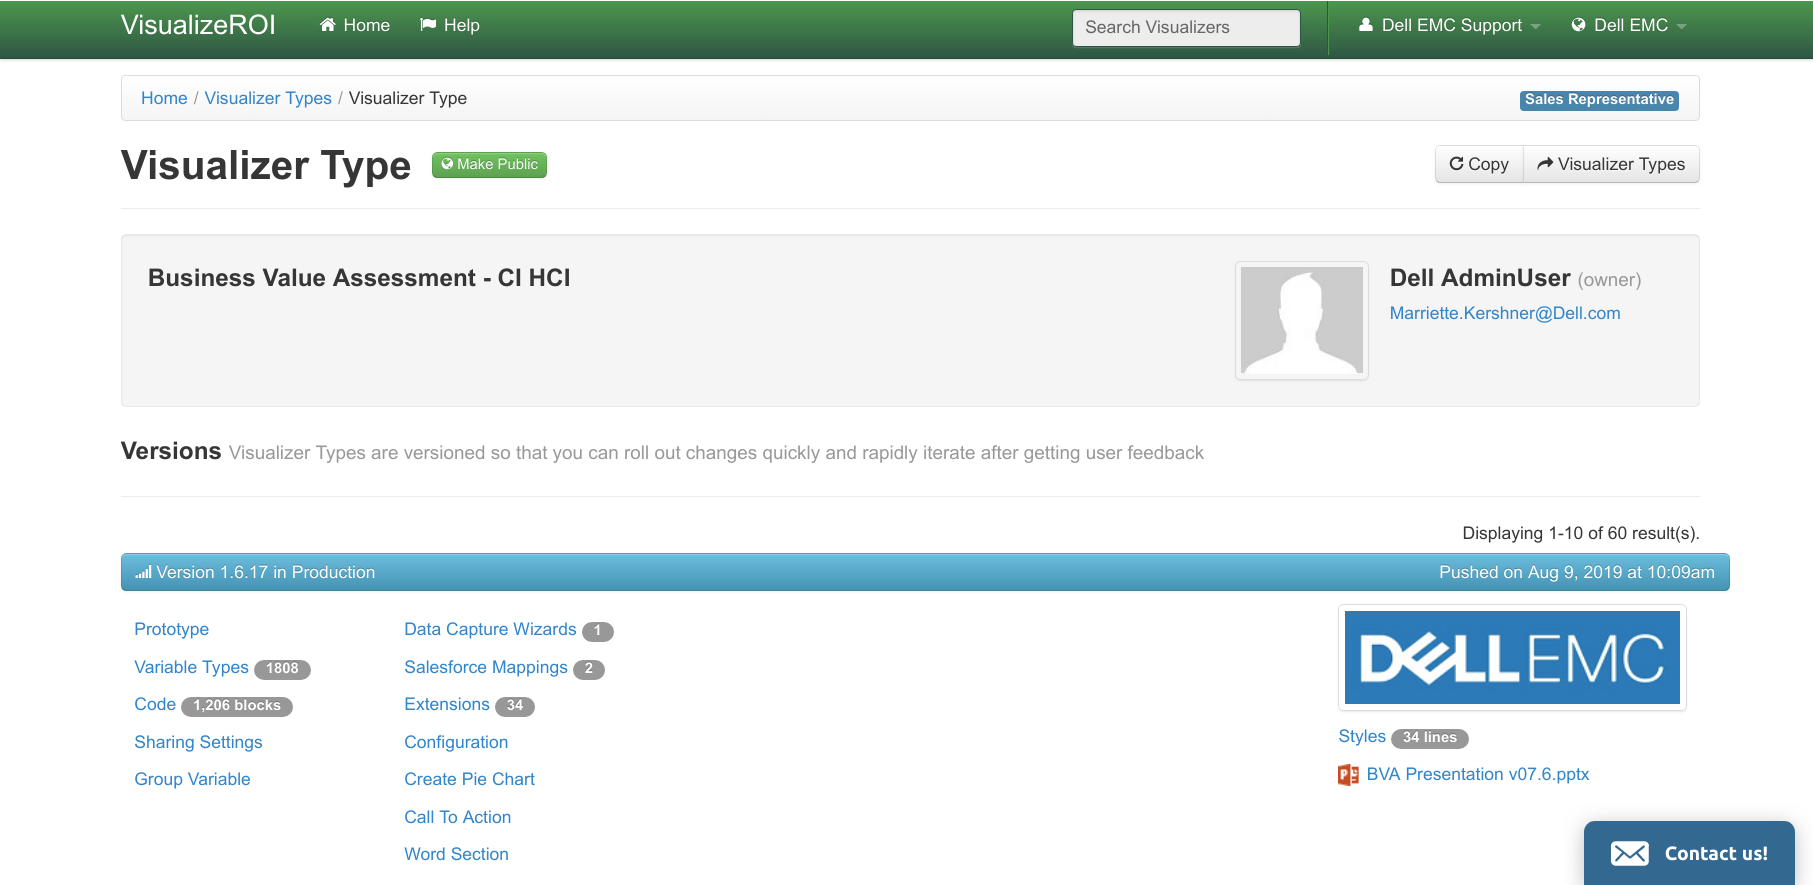 VisualizeROI Home Help Search Visualizers Dell EMC Support Dell EMC
Home / Visualizer Types / Visualizer Type Sales Representative
Visualizer Type Make Public Copy Visualizer Types
Business Value Assessment - CI HCI
Dell AdminUser (owner)
Marriette.Kershner@Dell.com
Versions Visualizer Types are versioned so that you can roll out changes quickly and rapidly iterate after getting user feedback
Displaying 1-10 of 60 result(s).
Version 1.6.17 in Production Pushed on Aug 9, 2019 at 10:09am
Prototype
Variable Types 1808
Code 1,206 blocks
Sharing Settings
Group Variable
Data Capture Wizards 1
Salesforce Mappings 2
Extensions 34
Configuration
Create Pie Chart
Call To Action
Word Section
DELLEMC
Styles 34 lines
BVA Presentation v07.6.pptx
Contact us!